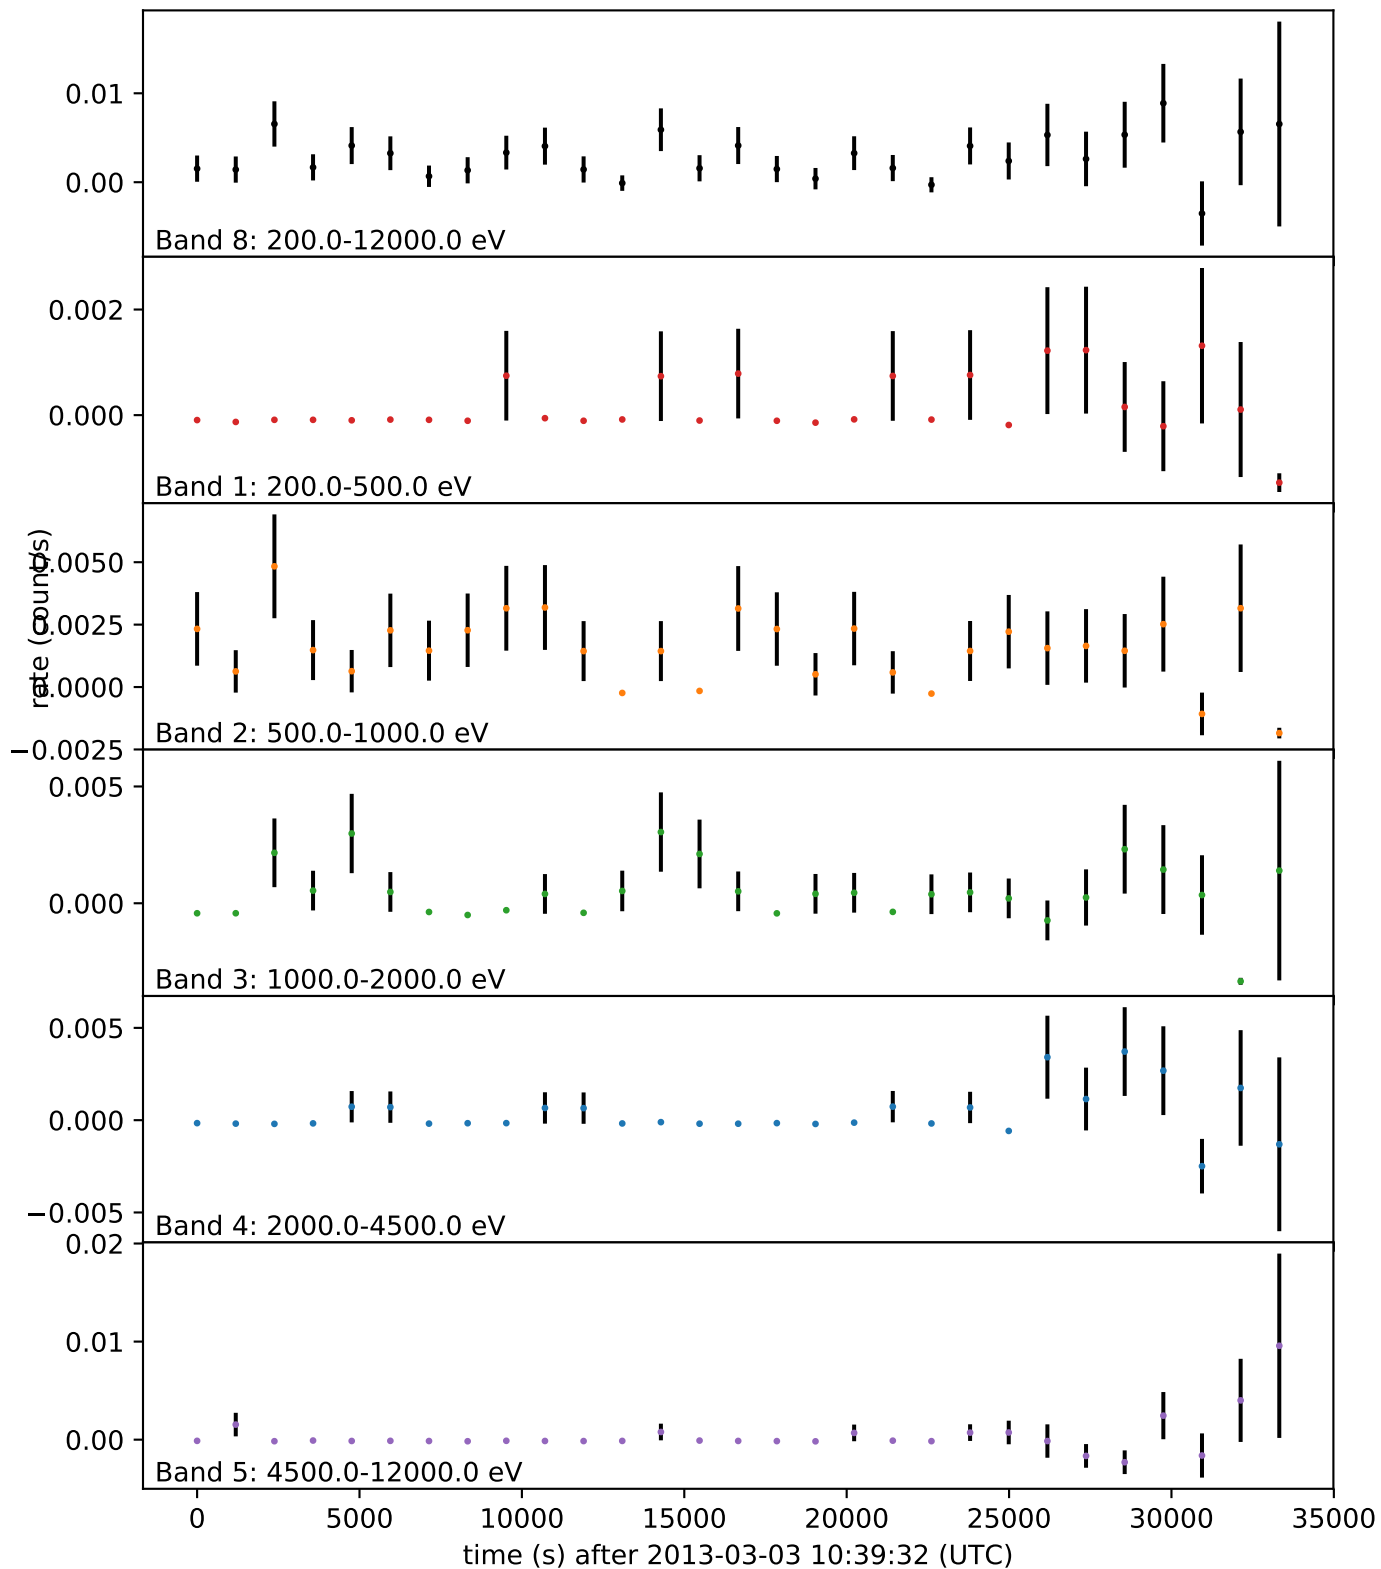 0.01
0.00
Band 8: 200.0-12000.0 eV
0.002
0.000
Band 1: 200.0-500.0 eV
rate (count/s)
0.0050
0.0025
0.0000
−0.0025
Band 2: 500.0-1000.0 eV
0.005
0.000
Band 3: 1000.0-2000.0 eV
0.005
0.000
−0.005
Band 4: 2000.0-4500.0 eV
0.02
0.01
0.00
Band 5: 4500.0-12000.0 eV
0 5000 10000 15000 20000 25000 30000 35000
time (s) after 2013-03-03 10:39:32 (UTC)